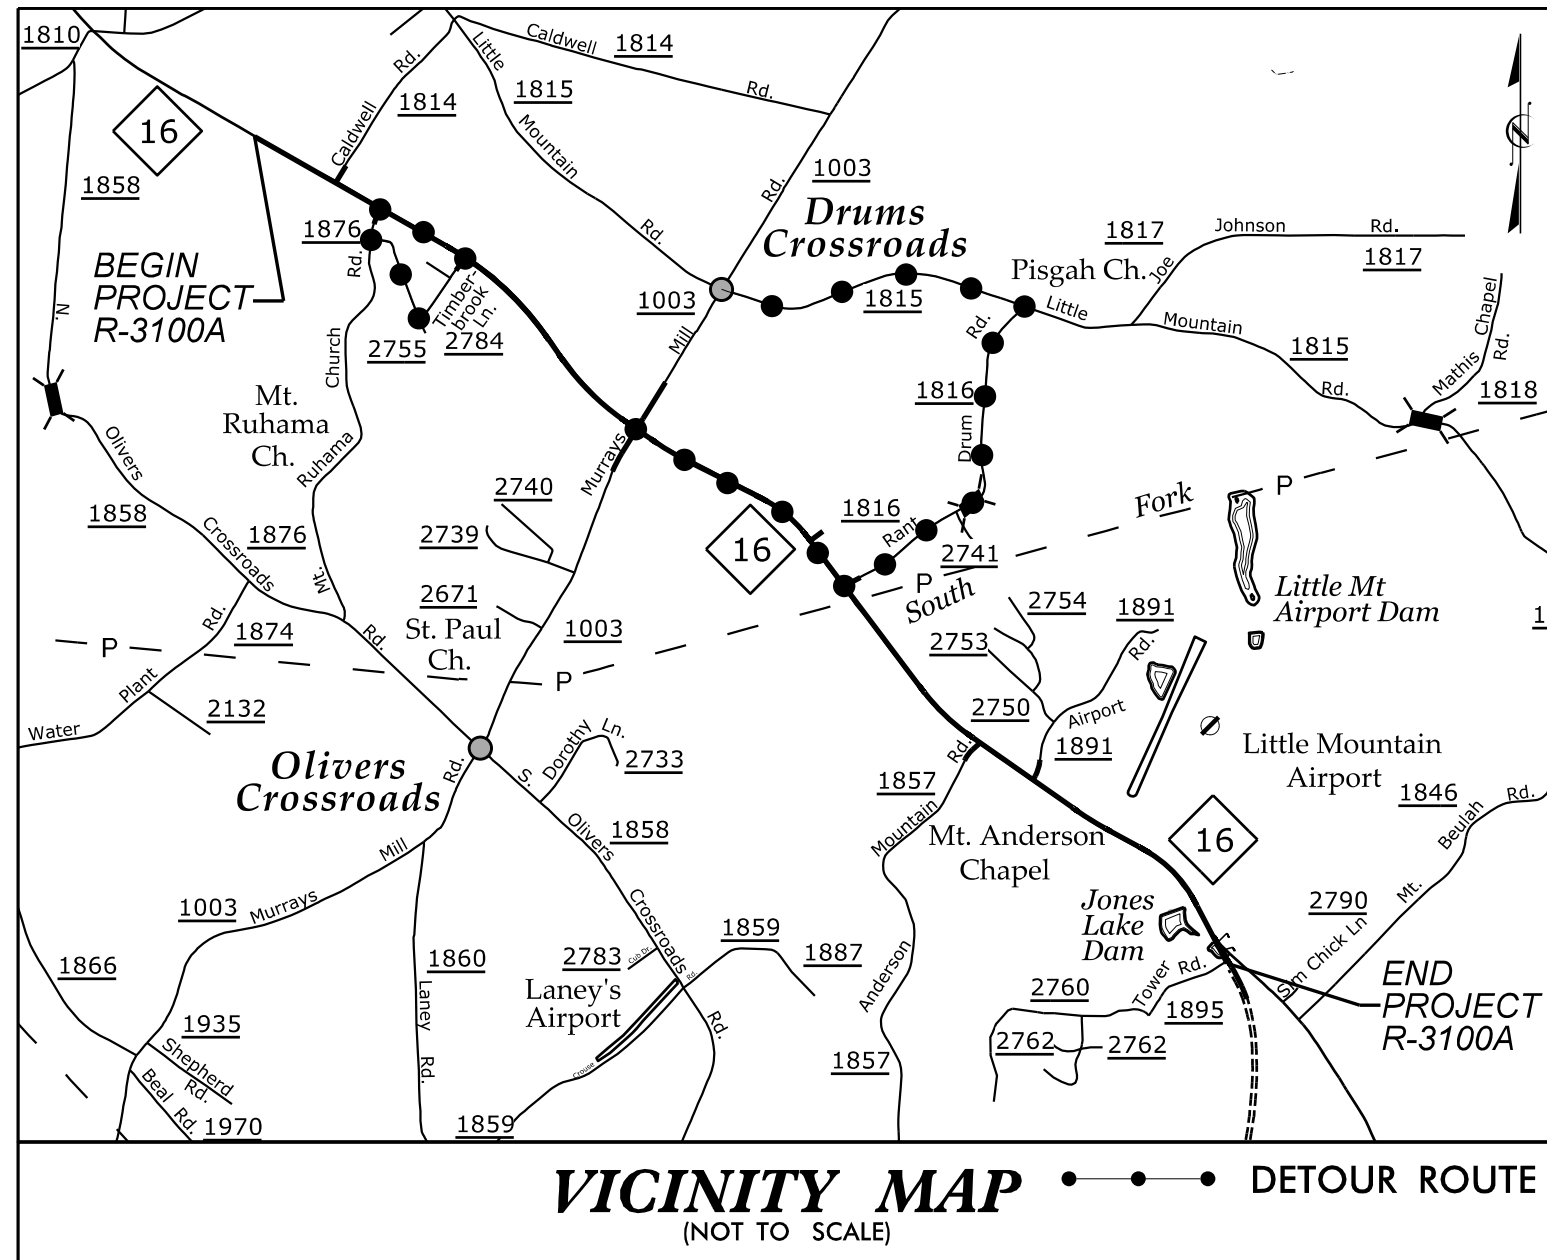 1810
Caldwell
1814
Rd.
Little
Rd.
1815
1814
Rd.
16
Caldwell
Mountain
1858
1003
Rd.
Drums
Crossroads
1876
Rd.
1817
Johnson
Rd.
1817
BEGIN
PROJECT
R-3100A
Pisgah Ch.
Joe
N.
Rd.
Timber-
brook
Ln.
1003
1815
Little
Mountain
Chapel
Rd.
Mill
Rd.
2755
2784
1815
Church
Mt.
Ruhama
Ch.
1816
Mathis
Rd.
1818
Olivers
Ruhama
Murrays
Drum
2740
Fork
P
1858
Crossroads
1876
2739
16
1816
Rant
2741
Mt.
2671
P
South
Little Mt
Airport Dam
Rd.
1874
Rd.
St. Paul
Ch.
1003
2754
1891
1
P
2753
Rd.
Plant
P
2132
2750
Airport
Water
Dorothy
Ln.
1891
Little Mountain
Airport
Olivers
Crossroads
Rd.
S.
2733
Rd.
1857
1846
Rd.
Mountain
Beulah
Mill
Olivers
1858
Mt. Anderson
Chapel
16
Murrays
1003
Crossroads
1859
Jones
Lake
Dam
2790
Mt.
1866
1860
2783
Cub Dr.
1887
Anderson
Sam Chick Ln
Laney's
Airport
Rd.
Laney
Rd.
2760
Tower
Rd.
1895
END
PROJECT
R-3100A
1935
Shepherd
Rd.
2762
2762
Rd.
Crouse
1857
Beal
Rd.
1970
1859
VICINITY MAP
(NOT TO SCALE)
DETOUR ROUTE